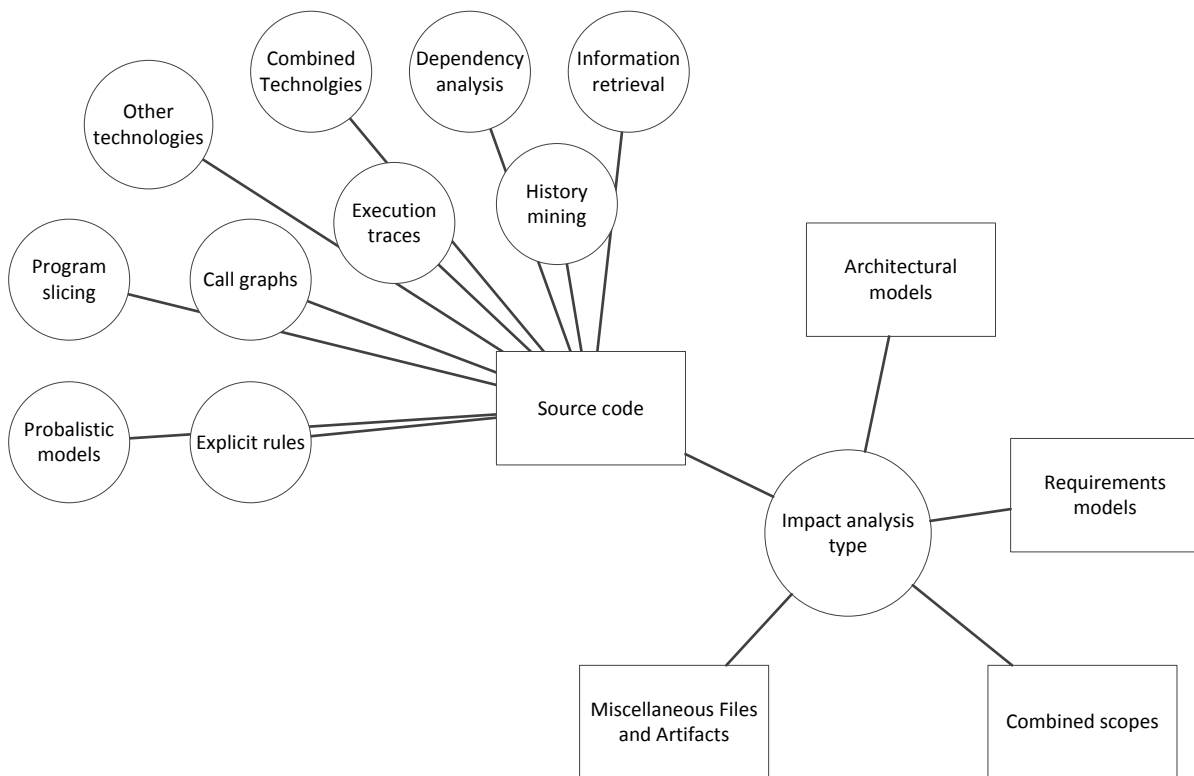 Combined
Technolgies
Dependency
analysis
Information
retrieval
Other
technologies
Execution
traces
History
mining
Program
slicing
Call graphs
Architectural
models
Source code
Probalistic
models
Explicit rules
Requirements
models
Impact analysis
type
Miscellaneous Files
and Artifacts
Combined scopes